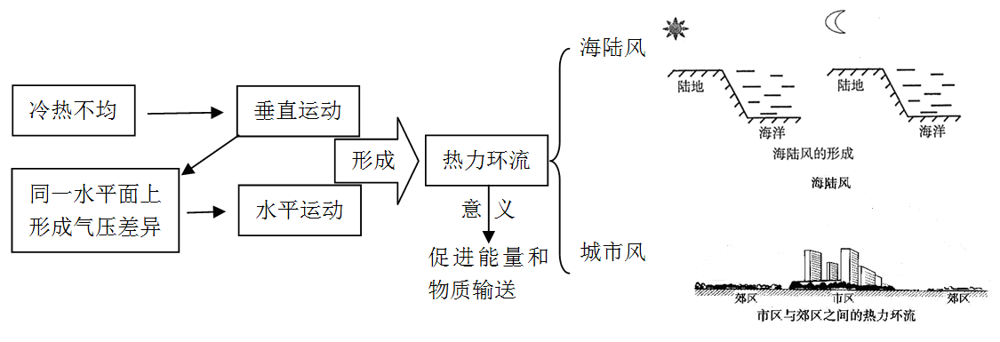 冷热不均
垂直运动
同一水平面上
形成气压差异
水平运动
形成
热力环流
意 义
促进能量和
物质输送
海陆风
城市风
陆地
海洋
陆地
海洋
海陆风的形成
海陆风
郊区
市区
郊区
市区与郊区之间的热力环流